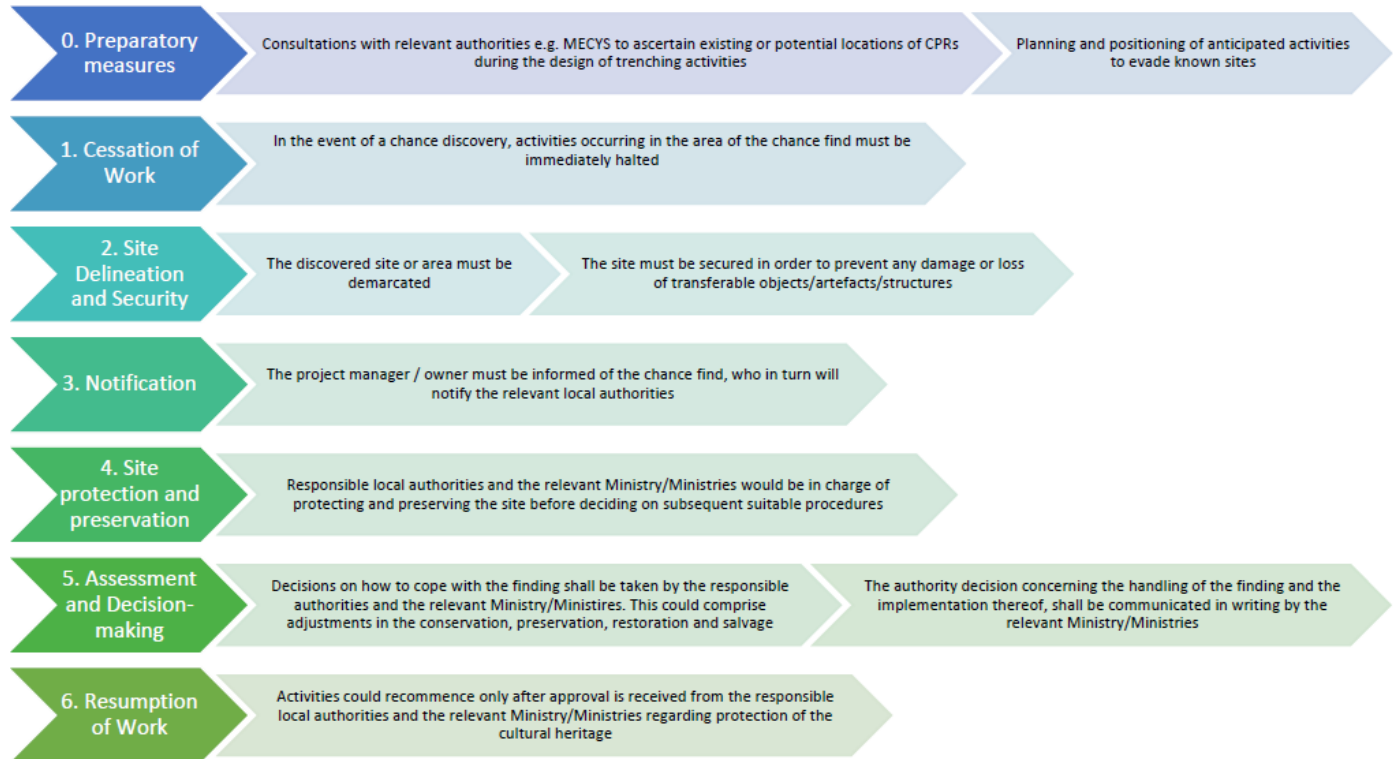 0. Preparatory
measures
Consultations with relevant authorities e.g. MECYS to ascertain existing or potential locations of CPRs
during the design of trenching activities
Planning and positioning of anticipated activities
to evade known sites
1. Cessation of
Work
In the event of a chance discovery, activities occurring in the area of the chance find must be
immediately halted
2. Site
Delineation
and Security
The discovered site or area must be
demarcated
The site must be secured in order to prevent any damage or loss
of transferable objects/artefacts/structures
3. Notification
The project manager / owner must be informed of the chance find, who in turn will
notify the relevant local authorities
4. Site
protection and
preservation
Responsible local authorities and the relevant Ministry/Ministries would be in charge of
protecting and preserving the site before deciding on subsequent suitable procedures
5. Assessment
and Decision-
making
Decisions on how to cope with the finding shall be taken by the responsible
authorities and the relevant Ministry/Ministires. This could comprise
adjustments in the conservation, preservation, restoration and salvage
The authority decision concerning the handling of the finding and the
implementation thereof, shall be communicated in writing by the
relevant Ministry/Ministries
6. Resumption
of Work
Activities could recommence only after approval is received from the responsible
local authorities and the relevant Ministry/Ministries regarding protection of the
cultural heritage